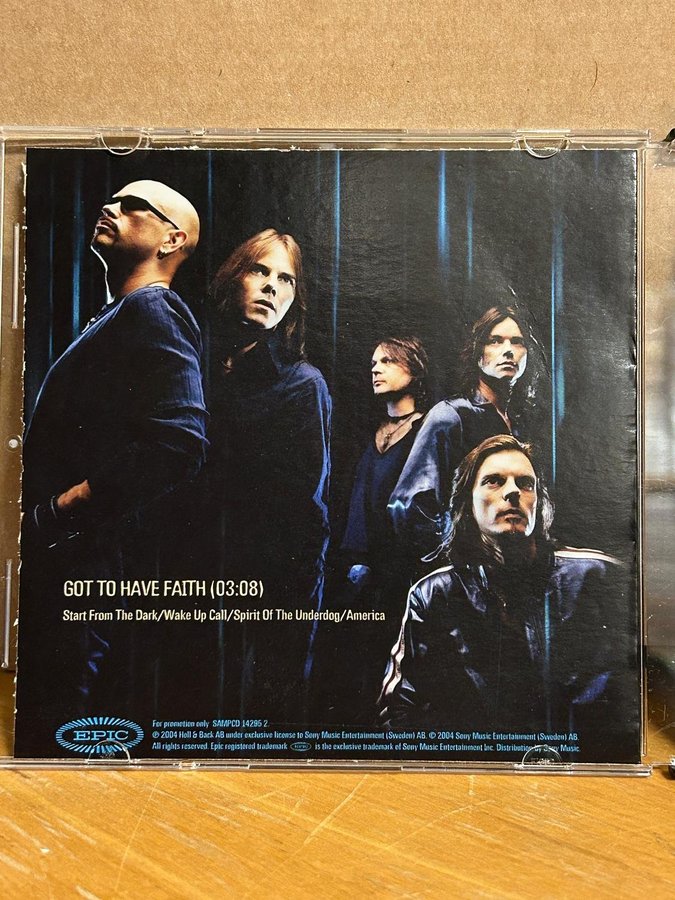 GOT TO HAVE FAITH (03:08)
Start From The Dark/Wake Up Call/Spirit Of The Underdog/America
EPIC
For promotion only SAMPCD 14295 2.
℗ 2004 Holl & Back AB under exclusive license to Sony Music Entertainment (Sweden) AB. © 2004 Sony Music Entertainment (Sweden) AB.
All rights reserved. Epic registered trademark EPIC is the exclusive trademark of Sony Music Entertainment Inc. Distribution by Sony Music.